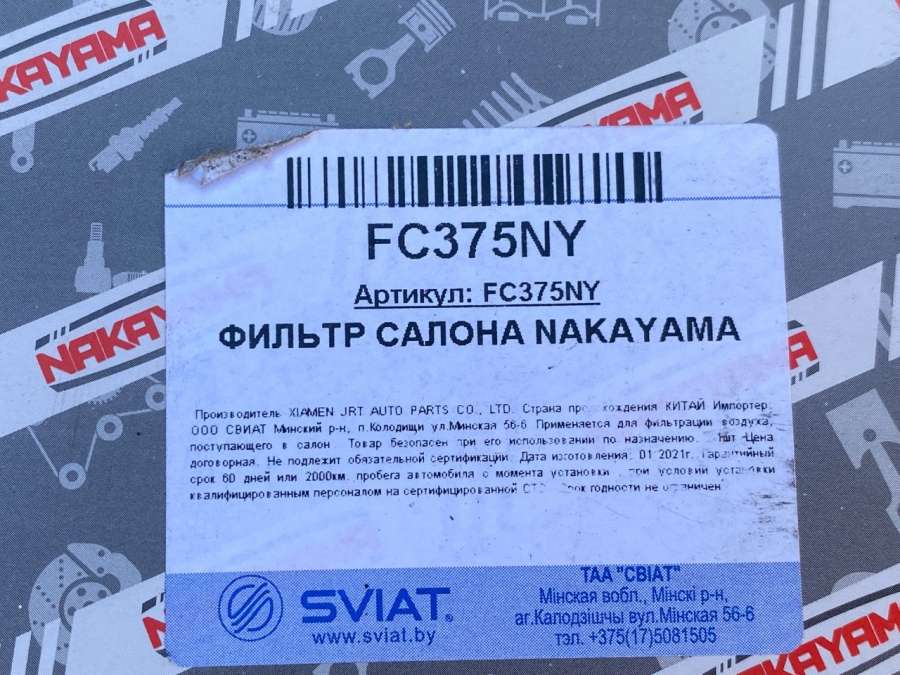 NAKAYAMA
NAKAYAMA
FC375NY
Артикул: FC375NY
ФИЛЬТР САЛОНА NAKAYAMA
Производитель XIAMEN JRT AUTO PARTS CO., LTD. Страна КИТАЙ Импортер.
ООО СВИАТ Минский р-н, п.Колодищи ул.Минская 56-6 Применяется для фильтрации воздуха,
поступающего в салон. Товар безопасен при его использовании по назначению. 1шт Цена
договорная. Не подлежит обязательной сертификации. Дата изготовления: 01 2021г. Гарантийный
срок 60 дней или 2000км. пробега автомобиля с момента установки при условии установки
квалифицированным персоналом на сертифицированной годности не ограничен
SVIAT
www.sviat.by
ТАА "СВІАТ"
Мінская вобл., Мінскі р-н,
аг.Калодзішчы вул.Мінская 56-6
тэл. +375(17)5081505
NAKAYAMA